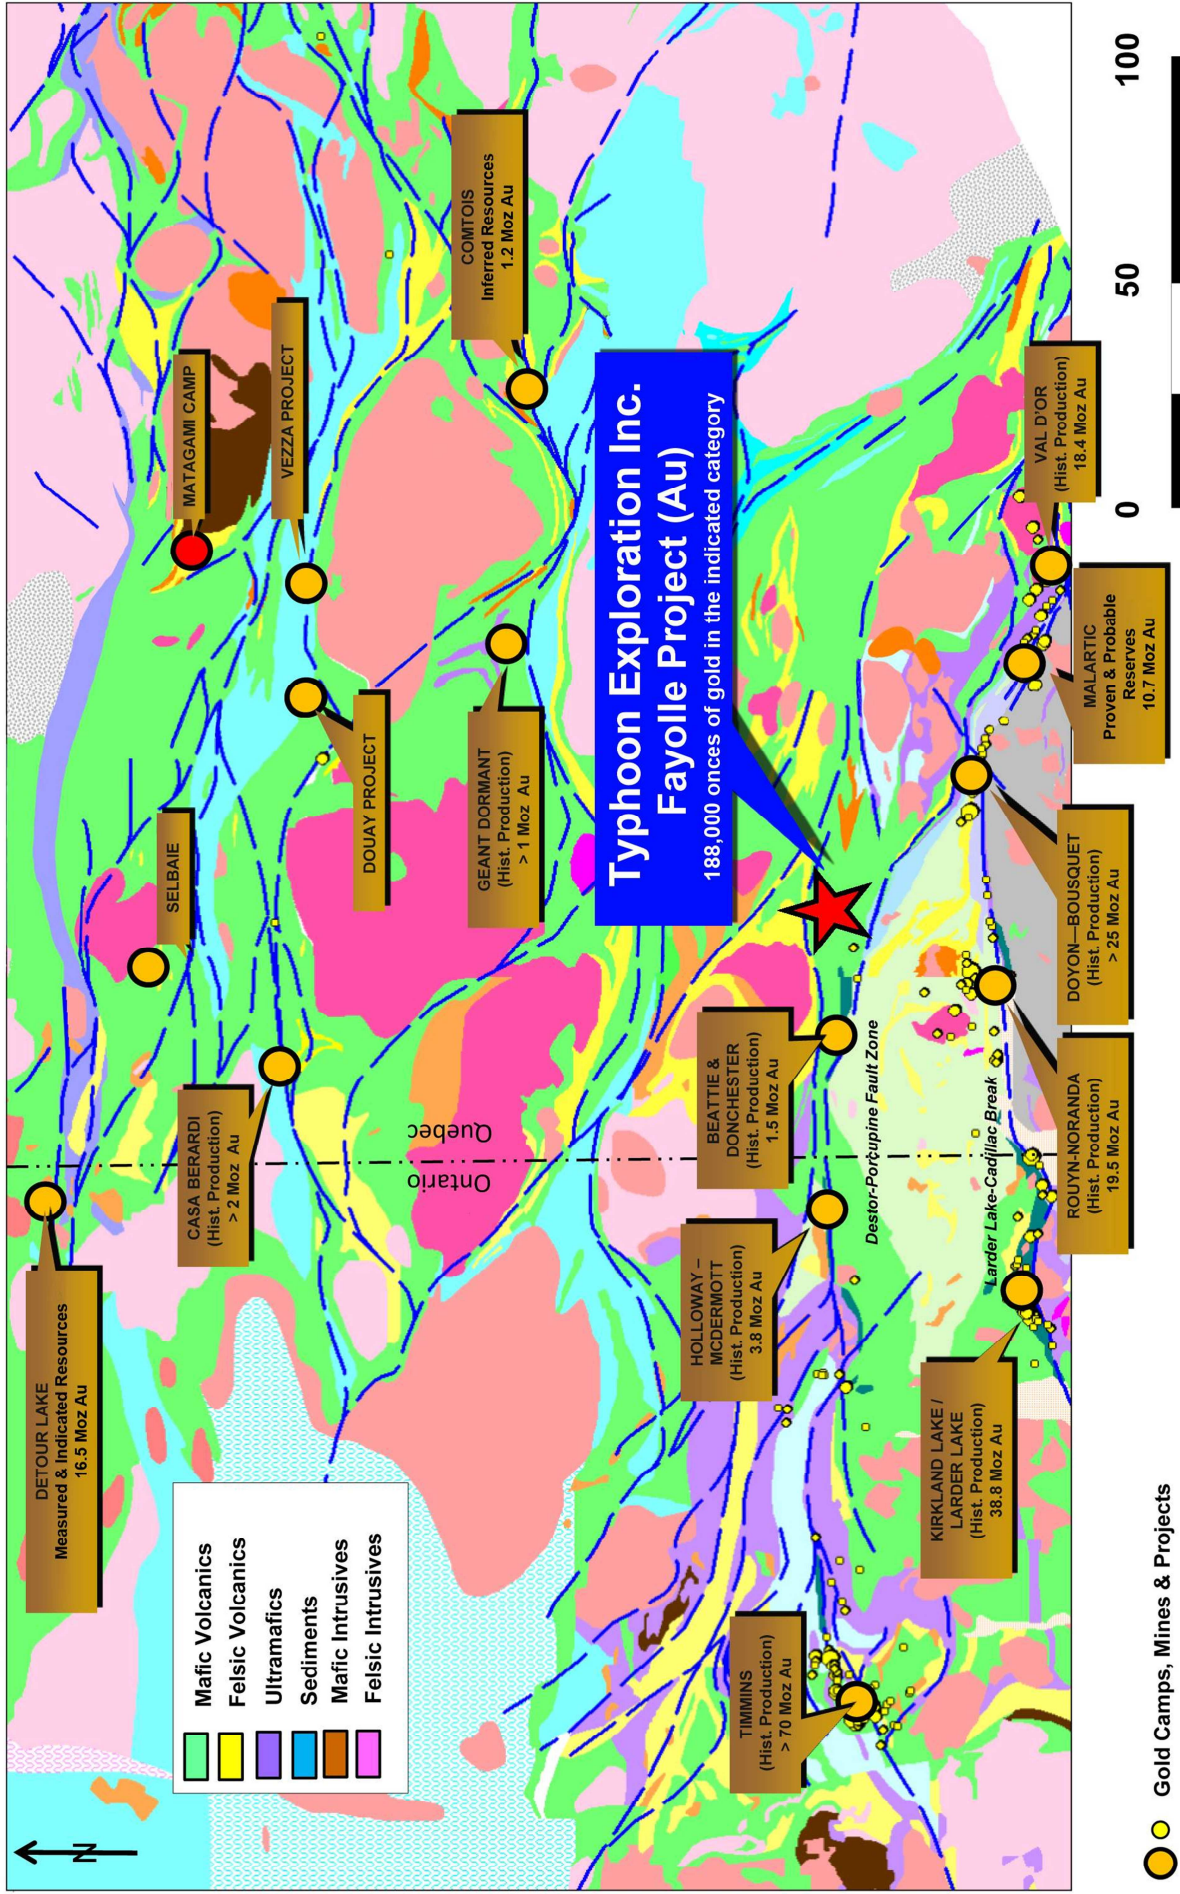 N
DETOUR LAKE
Measured & Indicated Resources
16.5 Moz Au
SELBAIE
MATAGAMI CAMP
CASA BERARDI
(Hist. Production)
> 2 Moz Au
VEZZA PROJECT
DOUAY PROJECT
Mafic Volcanics
Felsic Volcanics
Ultramafics
Sediments
Mafic Intrusives
Felsic Intrusives
Ontario
Quebec
GEANT DORMANT
(Hist. Production)
> 1 Moz Au
COMTOIS
Inferred Resources
1.2 Moz Au
Typhoon Exploration Inc.
Fayolle Project (Au)
188,000 onces of gold in the indicated category
TIMMINS
(Hist. Production)
> 70 Moz Au
HOLLOWAY –
MCDERMOTT
(Hist. Production)
3.8 Moz Au
BEATTIE &
DONCHESTER
(Hist. Production)
1.5 Moz Au
Destor-Porcupine Fault Zone
Larder Lake-Cadillac Break
KIRKLAND LAKE /
LARDER LAKE
(Hist. Production)
38.8 Moz Au
ROUYN-NORANDA
(Hist. Production)
19.5 Moz Au
DOYON—BOUSQUET
(Hist. Production)
> 25 Moz Au
MALARTIC
Proven & Probable
Reserves
10.7 Moz Au
VAL D'OR
(Hist. Production)
18.4 Moz Au
Gold Camps, Mines & Projects
0
50
100